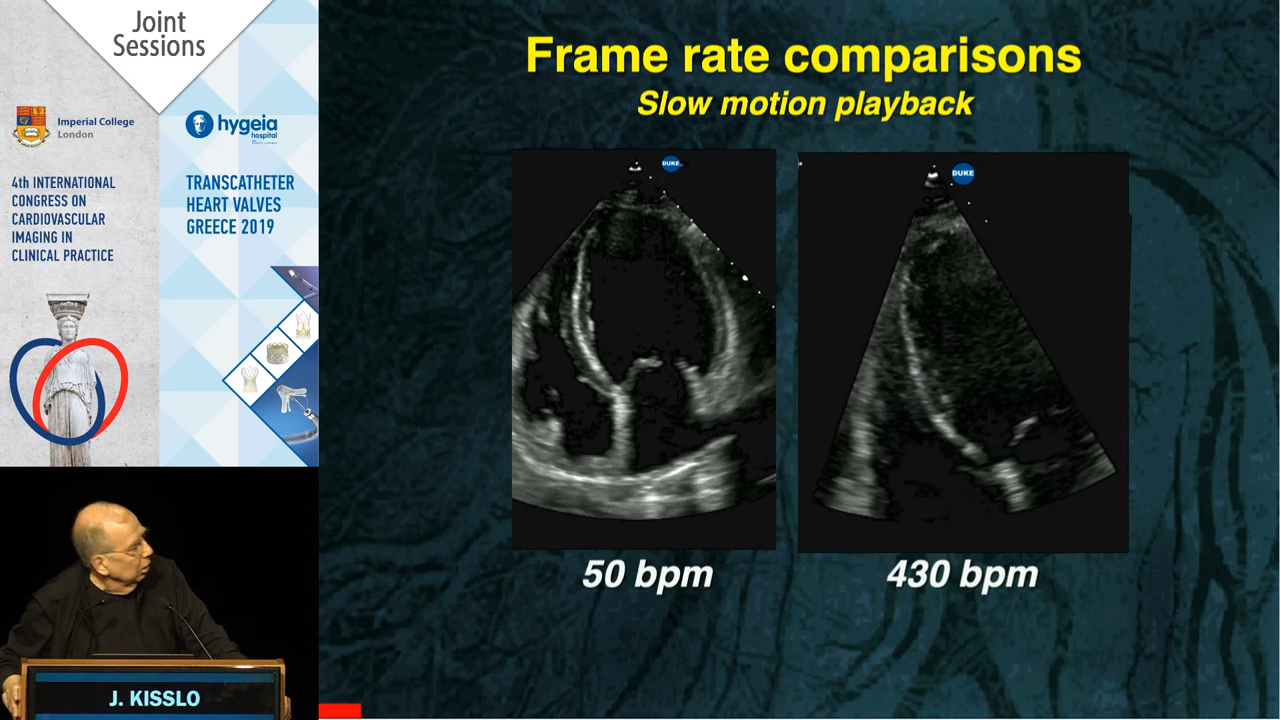 Joint
Sessions
Imperial College
London
hygeia
hospital
4th INTERNATIONAL
CONGRESS ON
CARDIOVASCULAR
IMAGING IN
CLINICAL PRACTICE
TRANSCATHETER
HEART VALVES
GREECE 2019
J. KISSLO
Frame rate comparisons
Slow motion playback
DUKE
DUKE
50 bpm
430 bpm